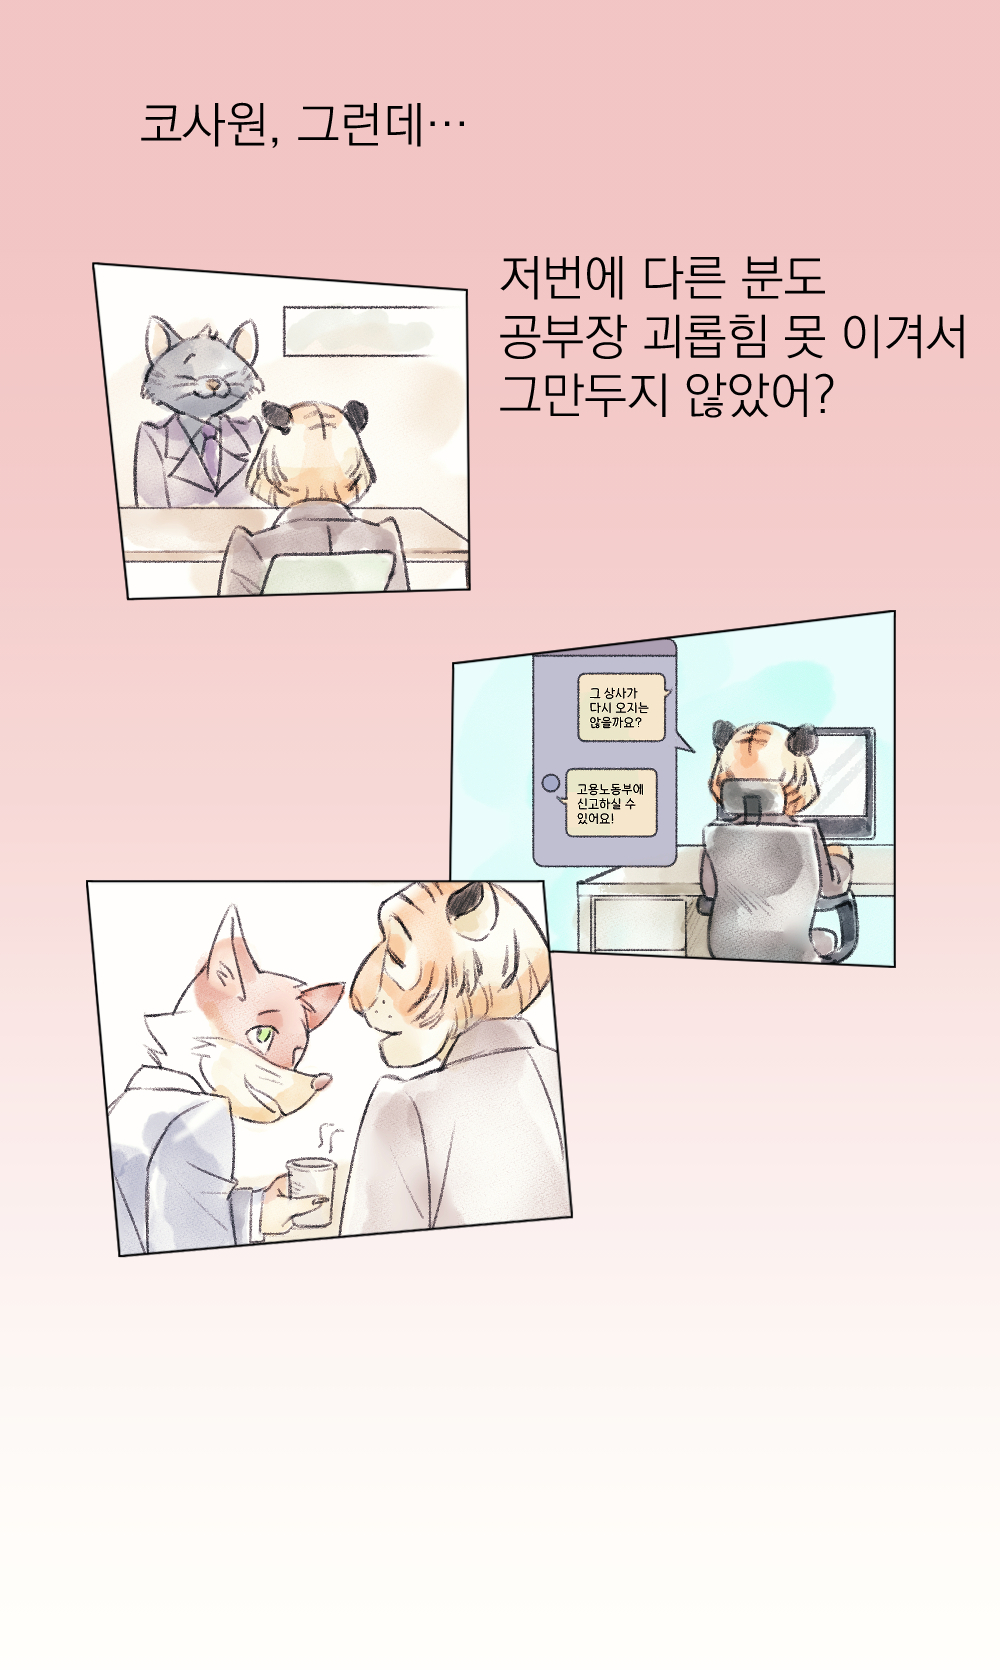 코사원, 그런데…
저번에 다른 분도
공부장 괴롭힘 못 이겨서
그만두지 않았어?
그 상사가
다시 오지는
않을까요?
고용노동부에
신고하실 수
있어요!